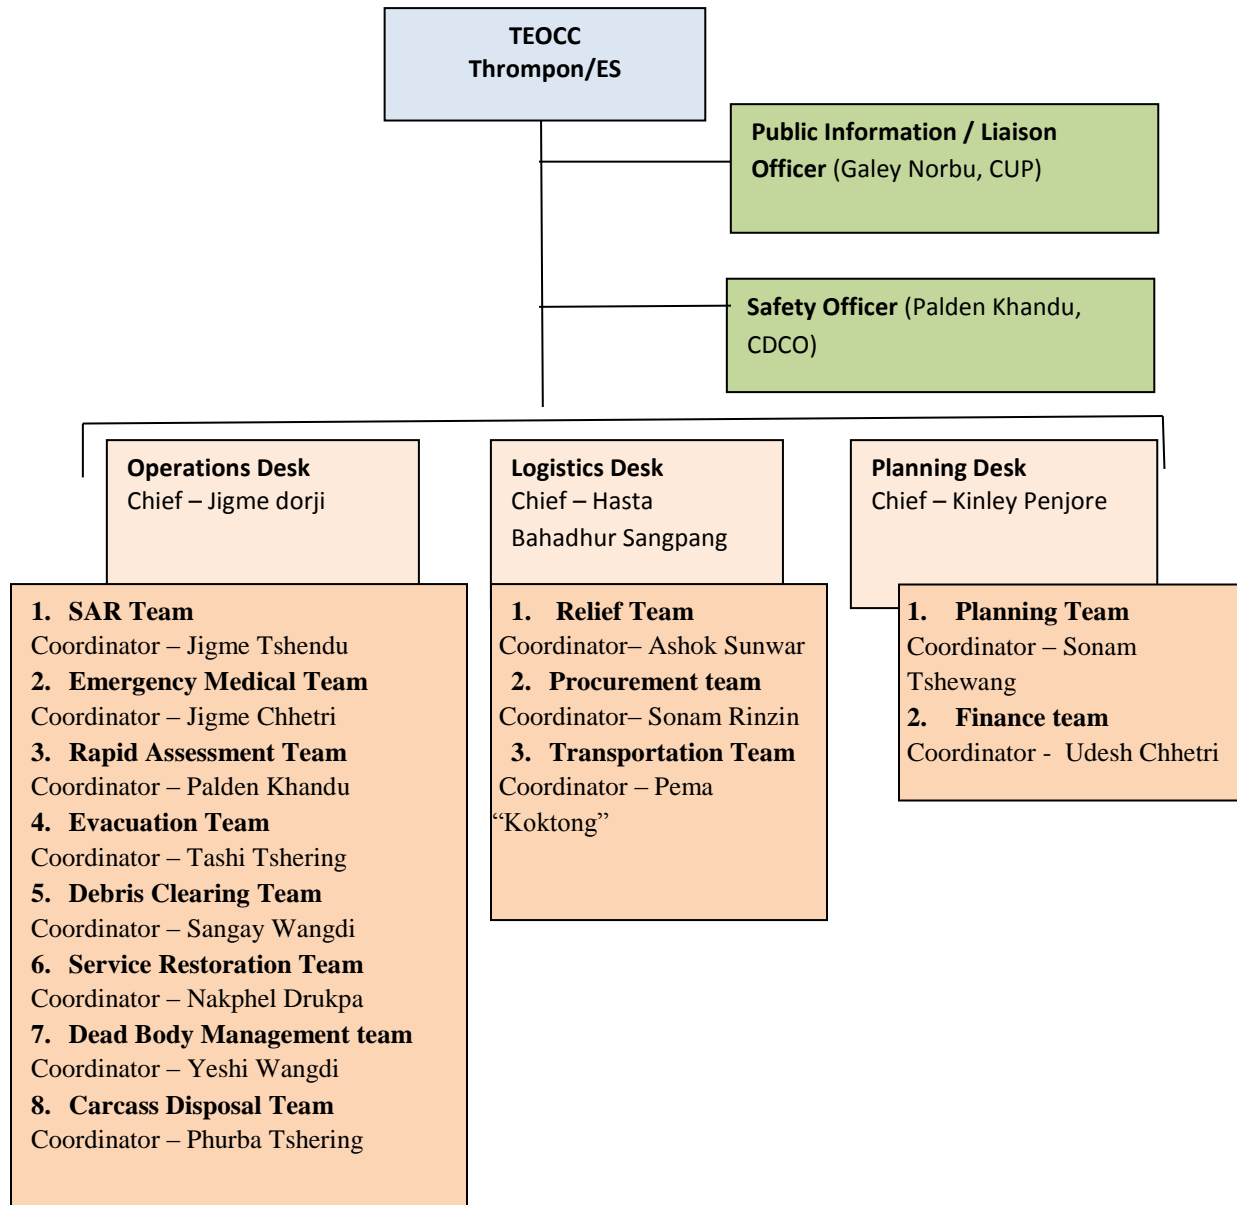 TEOCC
Thrompon/ES
Public Information / Liaison
Officer (Galey Norbu, CUP)
Safety Officer (Palden Khandu,
CDCO)
Operations Desk
Chief – Jigme dorji
Logistics Desk
Chief – Hasta
Bahadhur Sangpang
Planning Desk
Chief – Kinley Penjore
1. SAR Team
Coordinator – Jigme Tshendu
2. Emergency Medical Team
Coordinator – Jigme Chhetri
3. Rapid Assessment Team
Coordinator – Palden Khandu
4. Evacuation Team
Coordinator – Tashi Tshering
5. Debris Clearing Team
Coordinator – Sangay Wangdi
6. Service Restoration Team
Coordinator – Nakphel Drukpa
7. Dead Body Management team
Coordinator – Yeshi Wangdi
8. Carcass Disposal Team
Coordinator – Phurba Tshering
1. Relief Team
Coordinator– Ashok Sunwar
2. Procurement team
Coordinator– Sonam Rinzin
3. Transportation Team
Coordinator – Pema
“Koktong”
1. Planning Team
Coordinator – Sonam
Tshewang
2. Finance team
Coordinator - Udesh Chhetri